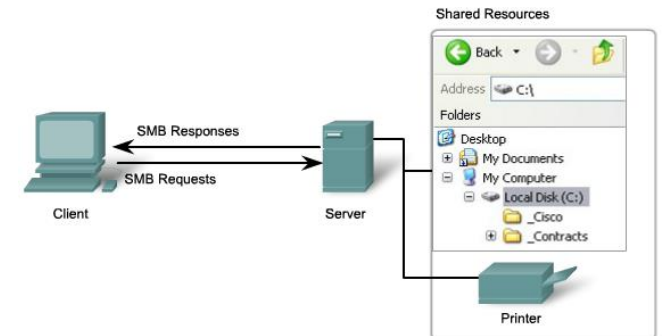 Shared Resources
Back
Address C:\
Folders
Desktop
My Documents
My Computer
Local Disk (C:)
_Cisco
_Contracts
SMB Responses
SMB Requests
Client
Server
Printer